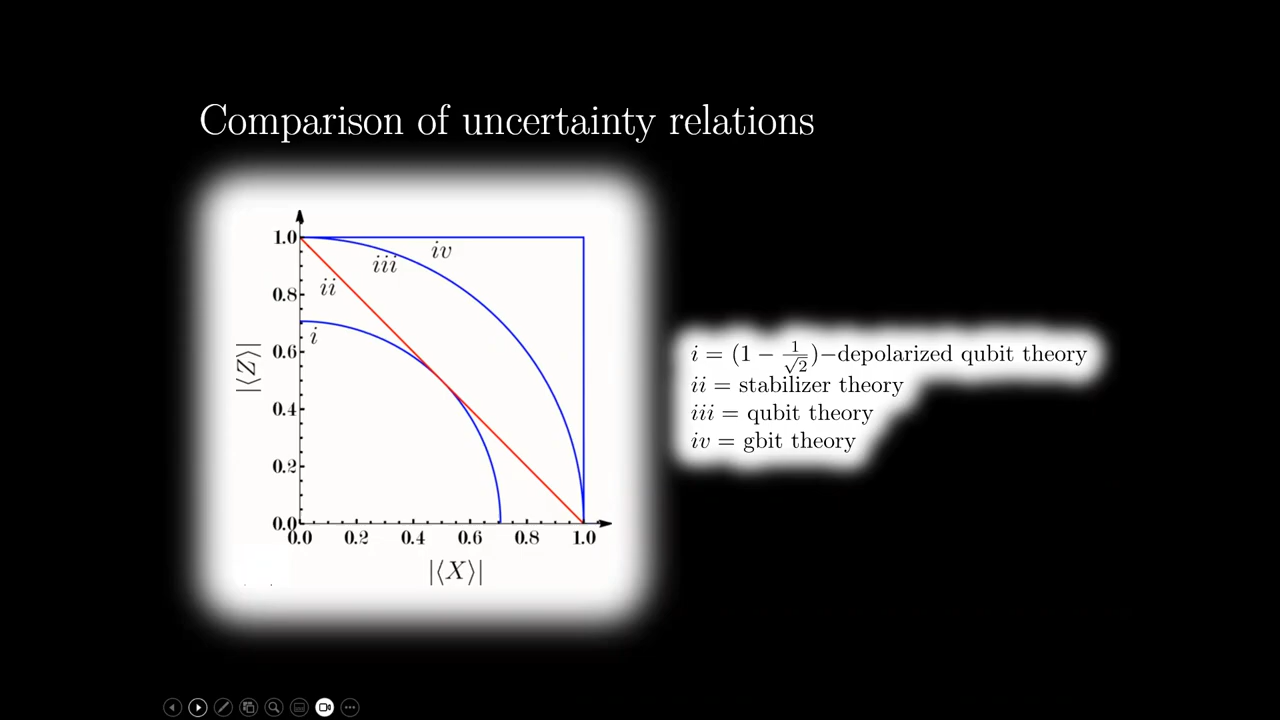 Comparison of uncertainty relations
1.0
0.8
0.6
0.4
0.2
0.0
iv
iii
ii
i
|⟨Z⟩|
0.0 0.2 0.4 0.6 0.8 1.0
|⟨X⟩|
i = (1 − 1/√2)−depolarized qubit theory
ii = stabilizer theory
iii = qubit theory
iv = gbit theory